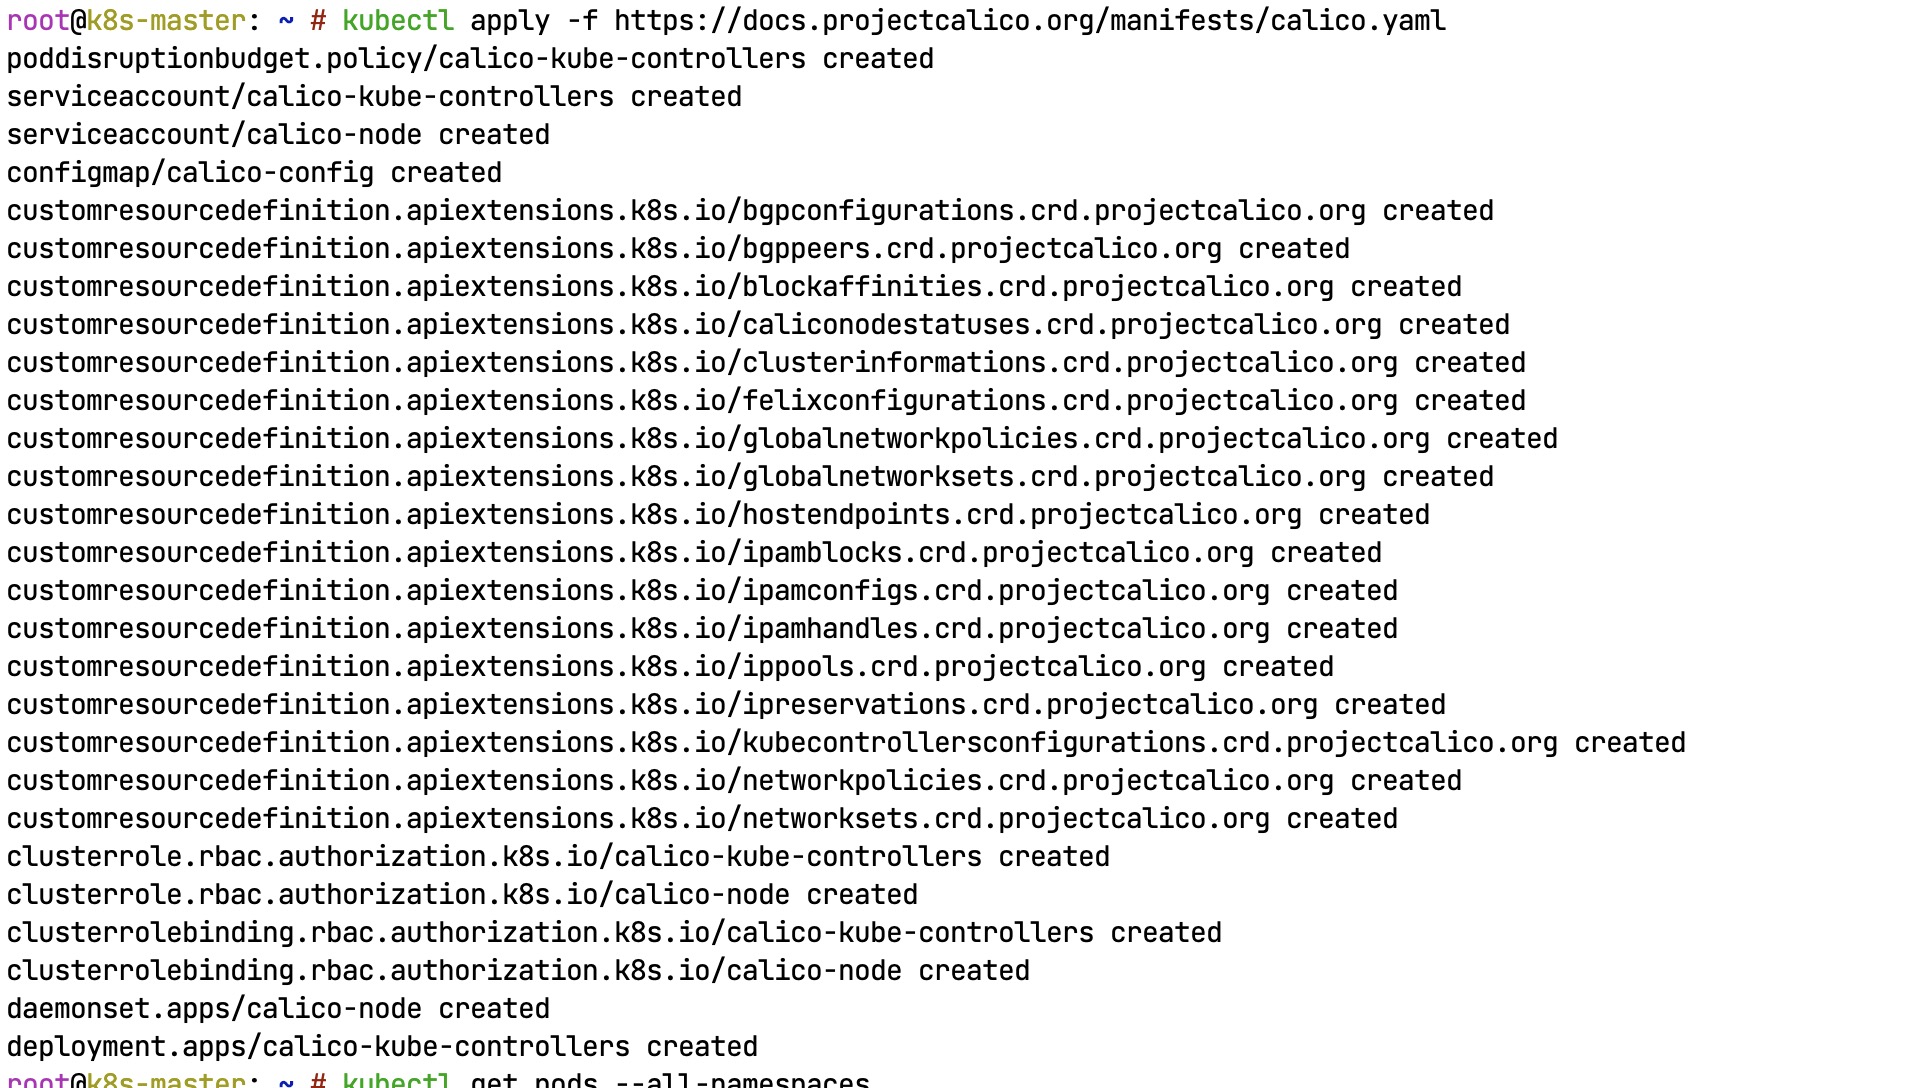 root@k8s-master: ~ # kubectl apply -f https://docs.projectcalico.org/manifests/calico.yaml
poddisruptionbudget.policy/calico-kube-controllers created
serviceaccount/calico-kube-controllers created
serviceaccount/calico-node created
configmap/calico-config created
customresourcedefinition.apiextensions.k8s.io/bgpconfigurations.crd.projectcalico.org created
customresourcedefinition.apiextensions.k8s.io/bgppeers.crd.projectcalico.org created
customresourcedefinition.apiextensions.k8s.io/blockaffinities.crd.projectcalico.org created
customresourcedefinition.apiextensions.k8s.io/caliconodestatuses.crd.projectcalico.org created
customresourcedefinition.apiextensions.k8s.io/clusterinformations.crd.projectcalico.org created
customresourcedefinition.apiextensions.k8s.io/felixconfigurations.crd.projectcalico.org created
customresourcedefinition.apiextensions.k8s.io/globalnetworkpolicies.crd.projectcalico.org created
customresourcedefinition.apiextensions.k8s.io/globalnetworksets.crd.projectcalico.org created
customresourcedefinition.apiextensions.k8s.io/hostendpoints.crd.projectcalico.org created
customresourcedefinition.apiextensions.k8s.io/ipamblocks.crd.projectcalico.org created
customresourcedefinition.apiextensions.k8s.io/ipamconfigs.crd.projectcalico.org created
customresourcedefinition.apiextensions.k8s.io/ipamhandles.crd.projectcalico.org created
customresourcedefinition.apiextensions.k8s.io/ippools.crd.projectcalico.org created
customresourcedefinition.apiextensions.k8s.io/ipreservations.crd.projectcalico.org created
customresourcedefinition.apiextensions.k8s.io/kubecontrollersconfigurations.crd.projectcalico.org created
customresourcedefinition.apiextensions.k8s.io/networkpolicies.crd.projectcalico.org created
customresourcedefinition.apiextensions.k8s.io/networksets.crd.projectcalico.org created
clusterrole.rbac.authorization.k8s.io/calico-kube-controllers created
clusterrole.rbac.authorization.k8s.io/calico-node created
clusterrolebinding.rbac.authorization.k8s.io/calico-kube-controllers created
clusterrolebinding.rbac.authorization.k8s.io/calico-node created
daemonset.apps/calico-node created
deployment.apps/calico-kube-controllers created
root@k8s-master: ~ # kubectl get pods --all-namespaces